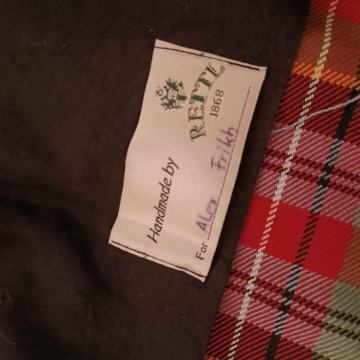 RETTL
1868
Handmade by
For Alex Frikh